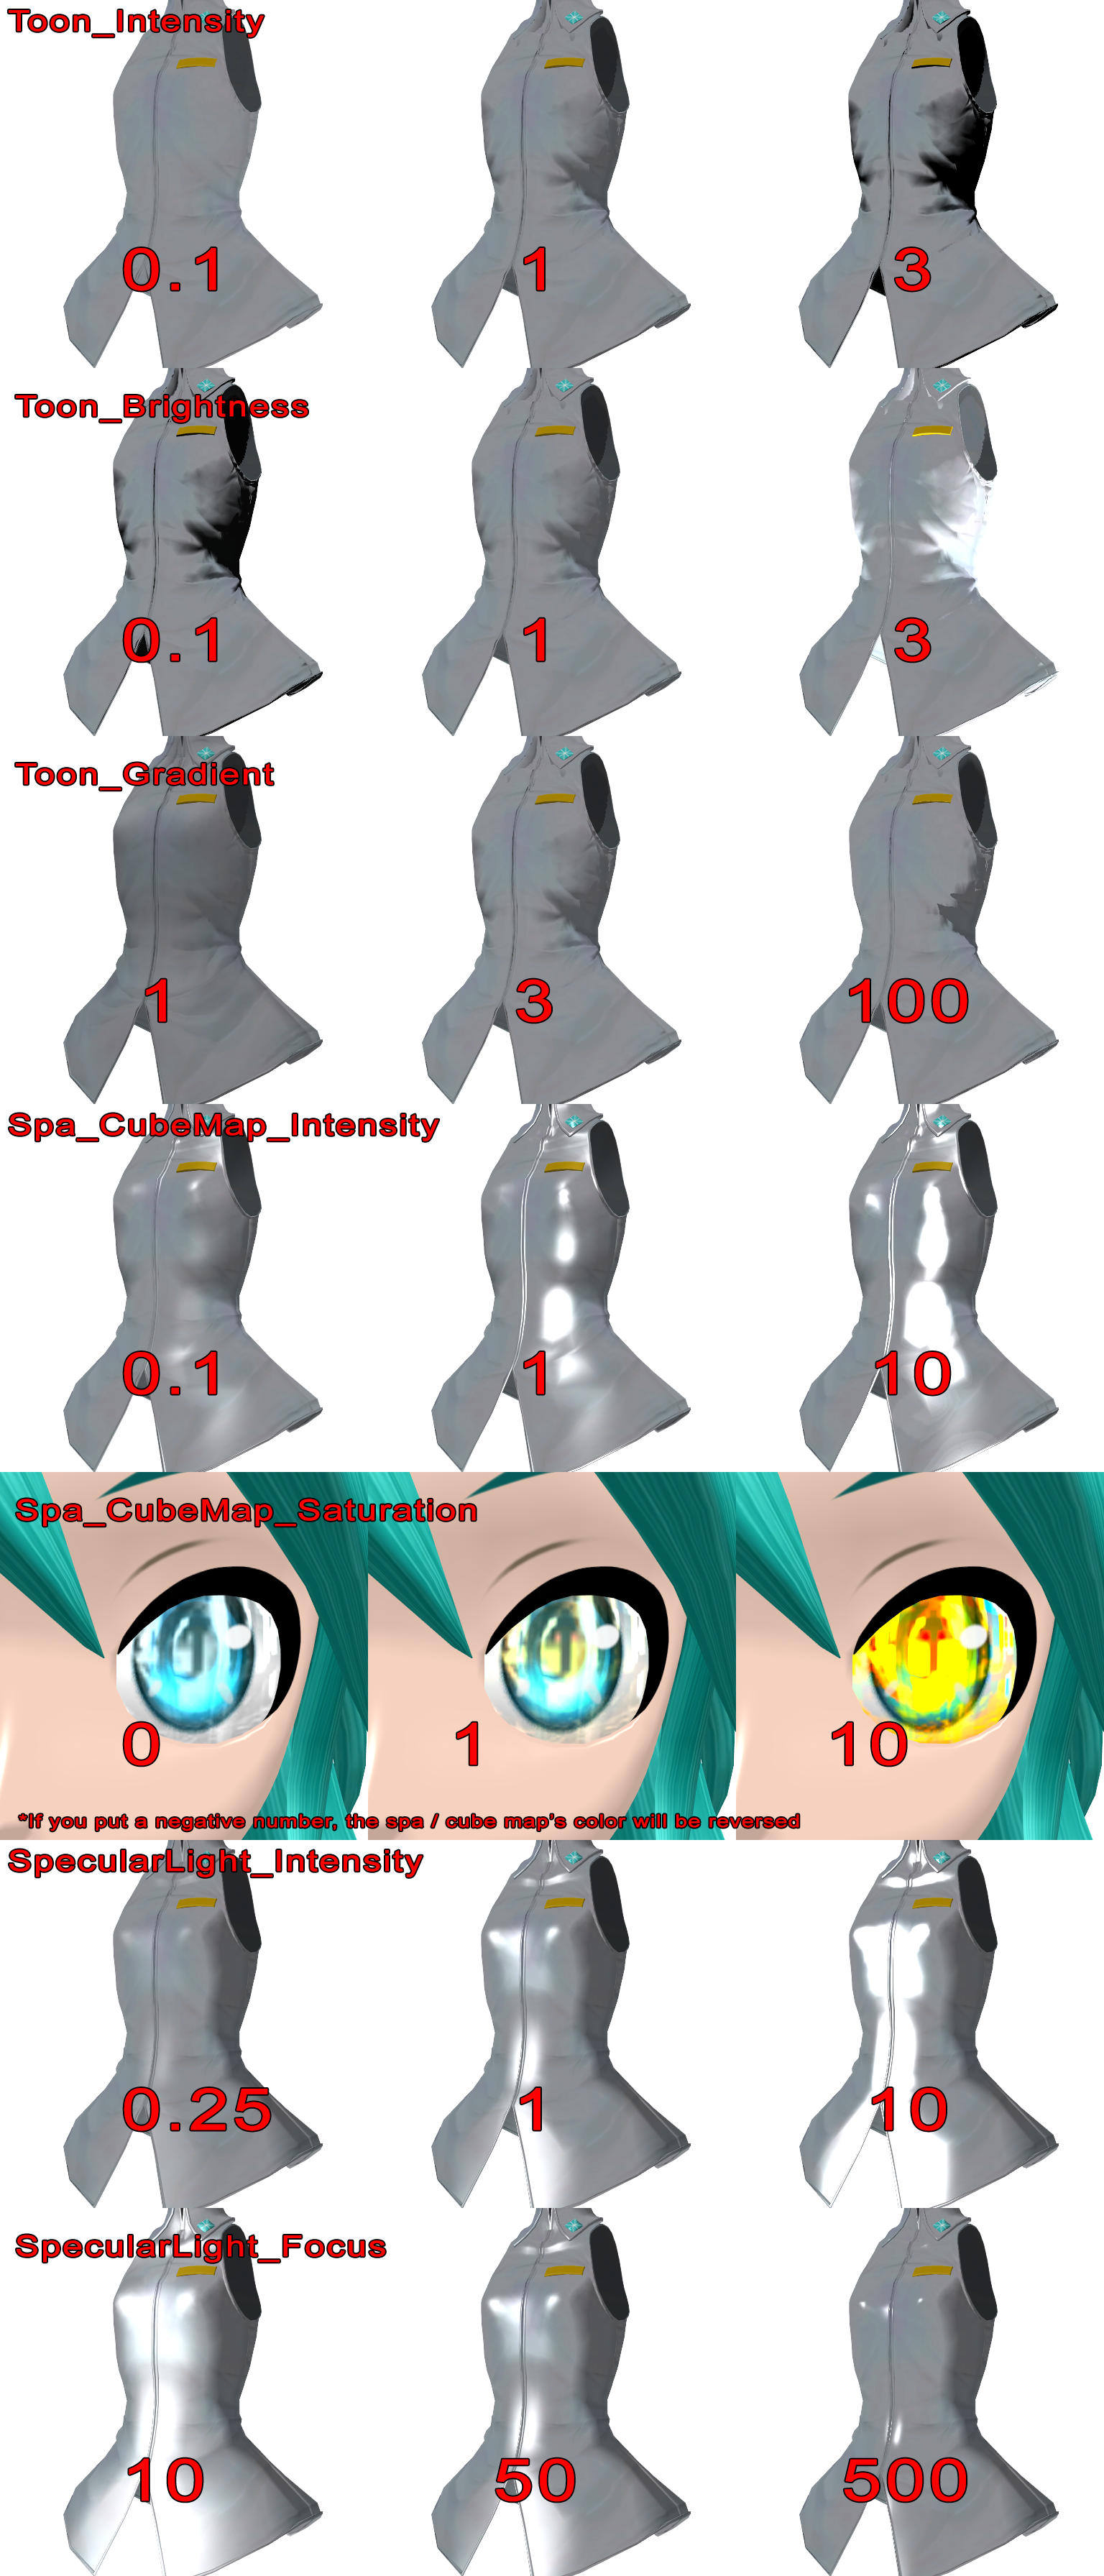 Toon_Intensity
0.1 1 3
Toon_Brightness
0.1 1 3
Toon_Gradient
1 3 100
Spa_CubeMap_Intensity
0.1 1 10
Spa_CubeMap_Saturation
0 1 10
*If you put a negative number, the spa / cube map's color will be reversed
SpecularLight_Intensity
0.25 1 10
SpecularLight_Focus
10 50 500